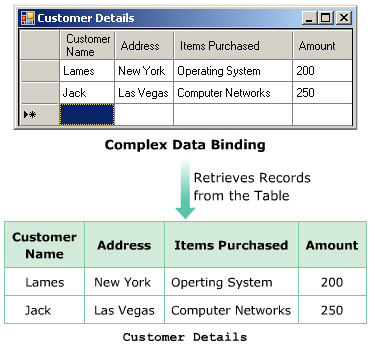 Customer Details
Customer Name Address Items Purchased Amount
Lames New York Operating System 200
Jack Las Vegas Computer Networks 250
Complex Data Binding
Retrieves Records
from the Table
Customer Name Address Items Purchased Amount
Lames New York Operting System 200
Jack Las Vegas Computer Networks 250
Customer Details